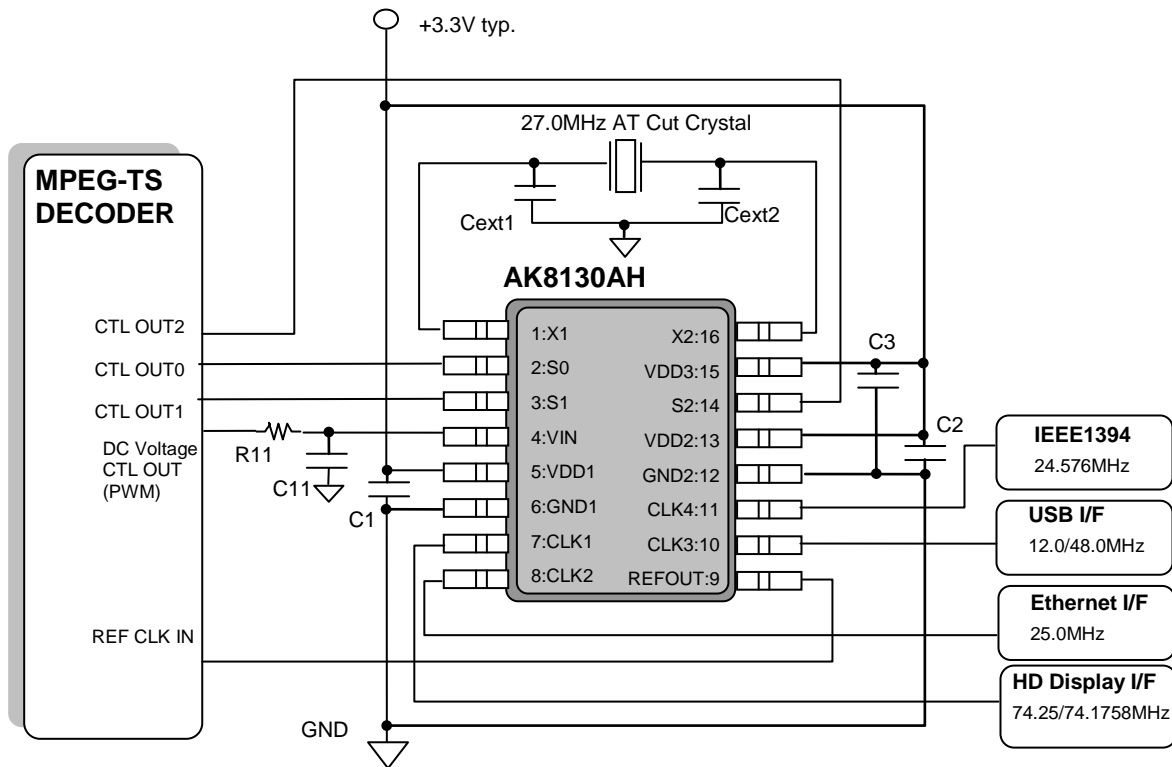 +3.3V typ.
27.0MHz AT Cut Crystal
MPEG-TS
DECODER
Cext1
Cext2
AK8130AH
CTL OUT2
CTL OUT0
CTL OUT1
DC Voltage
CTL OUT
(PWM)
REF CLK IN
R11
C11
C1
1:X1
2:S0
3:S1
4:VIN
5:VDD1
6:GND1
7:CLK1
8:CLK2
X2:16
VDD3:15
S2:14
VDD2:13
GND2:12
CLK4:11
CLK3:10
REFOUT:9
C3
C2
IEEE1394
24.576MHz
USB I/F
12.0/48.0MHz
Ethernet I/F
25.0MHz
HD Display I/F
74.25/74.1758MHz
GND